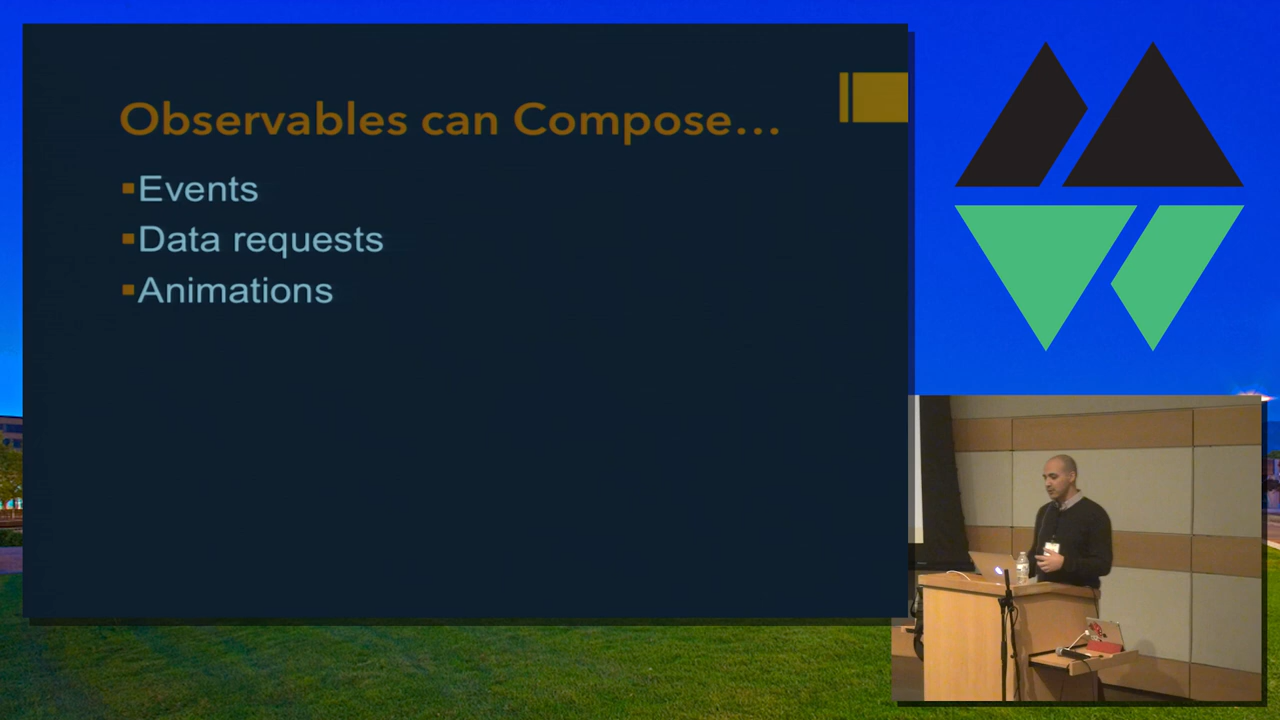 Observables can Compose…
Events
Data requests
Animations